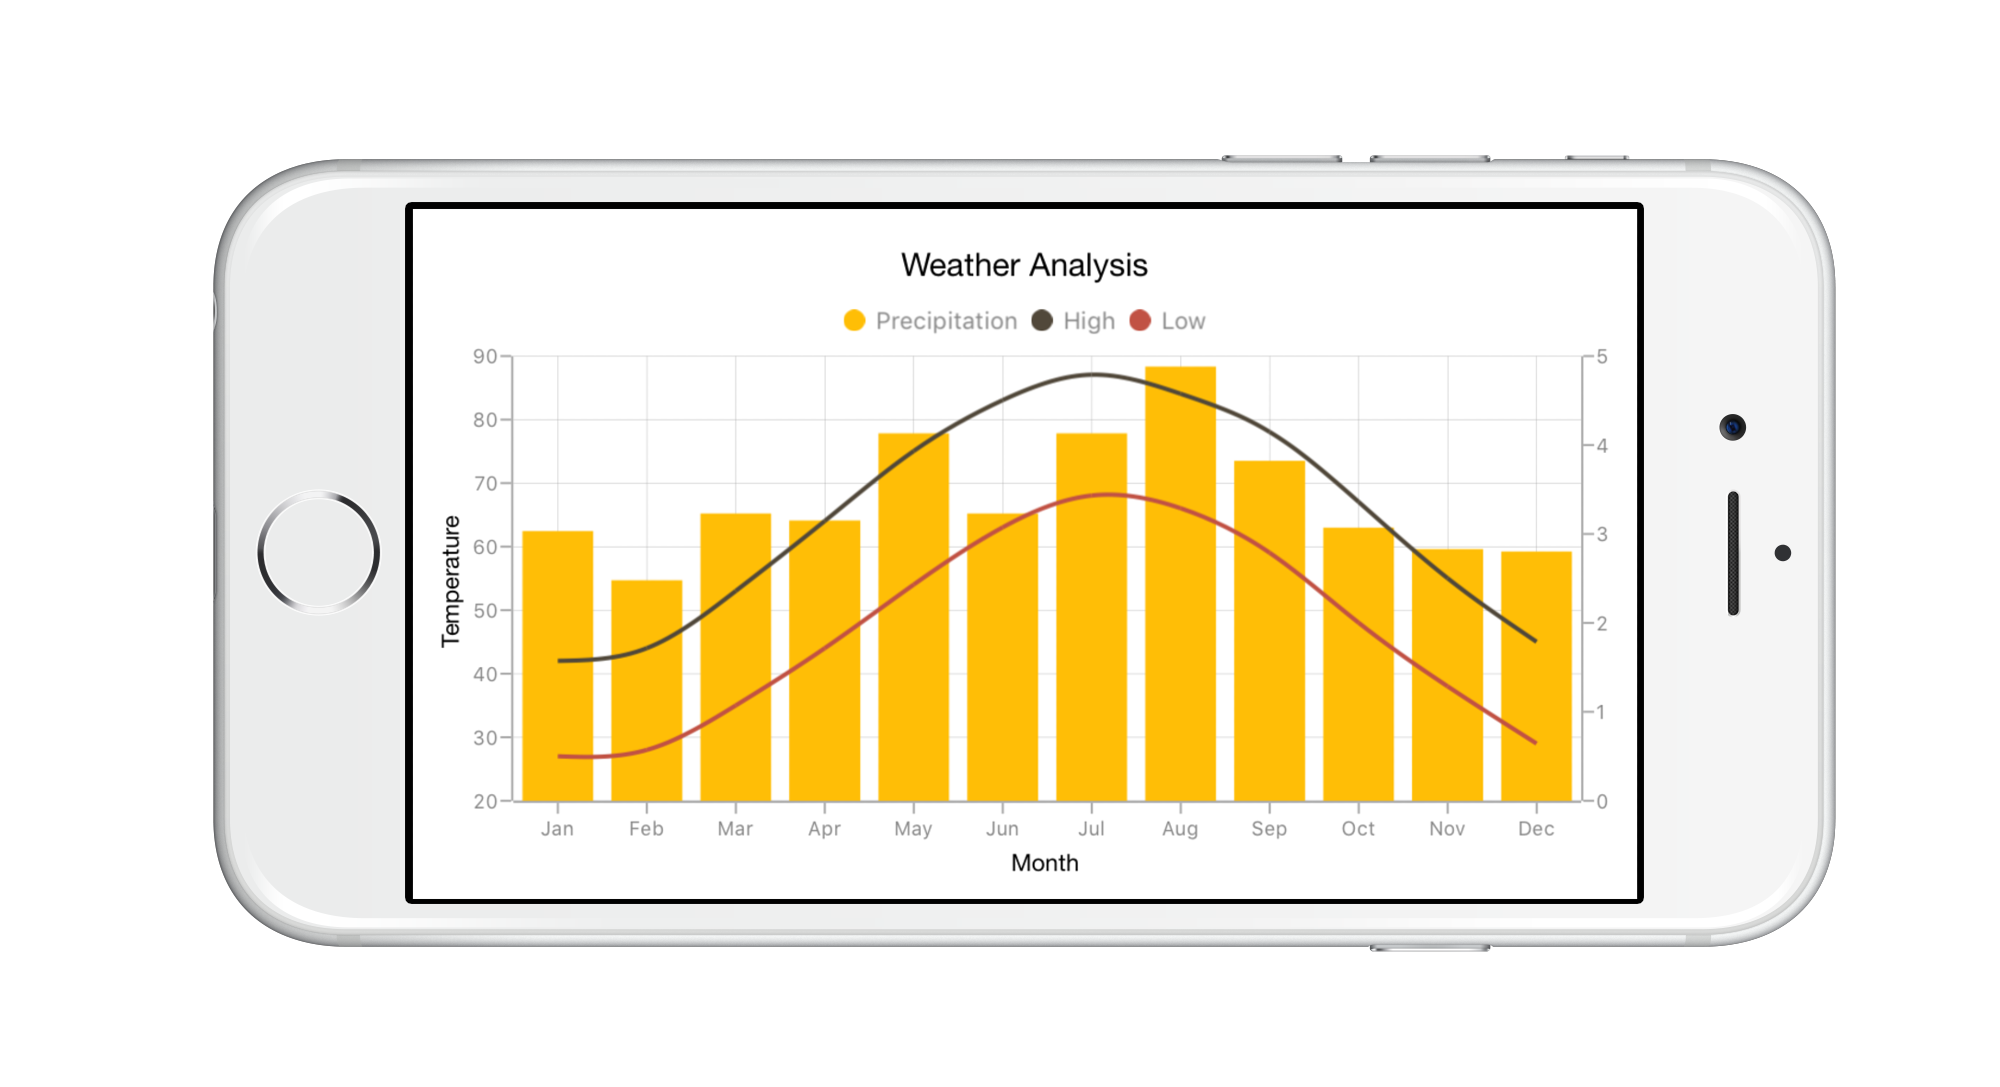 Weather Analysis
Precipitation High Low
90
80
70
60
50
40
30
20
Temperature
5
4
3
2
1
0
Jan Feb Mar Apr May Jun Jul Aug Sep Oct Nov Dec
Month